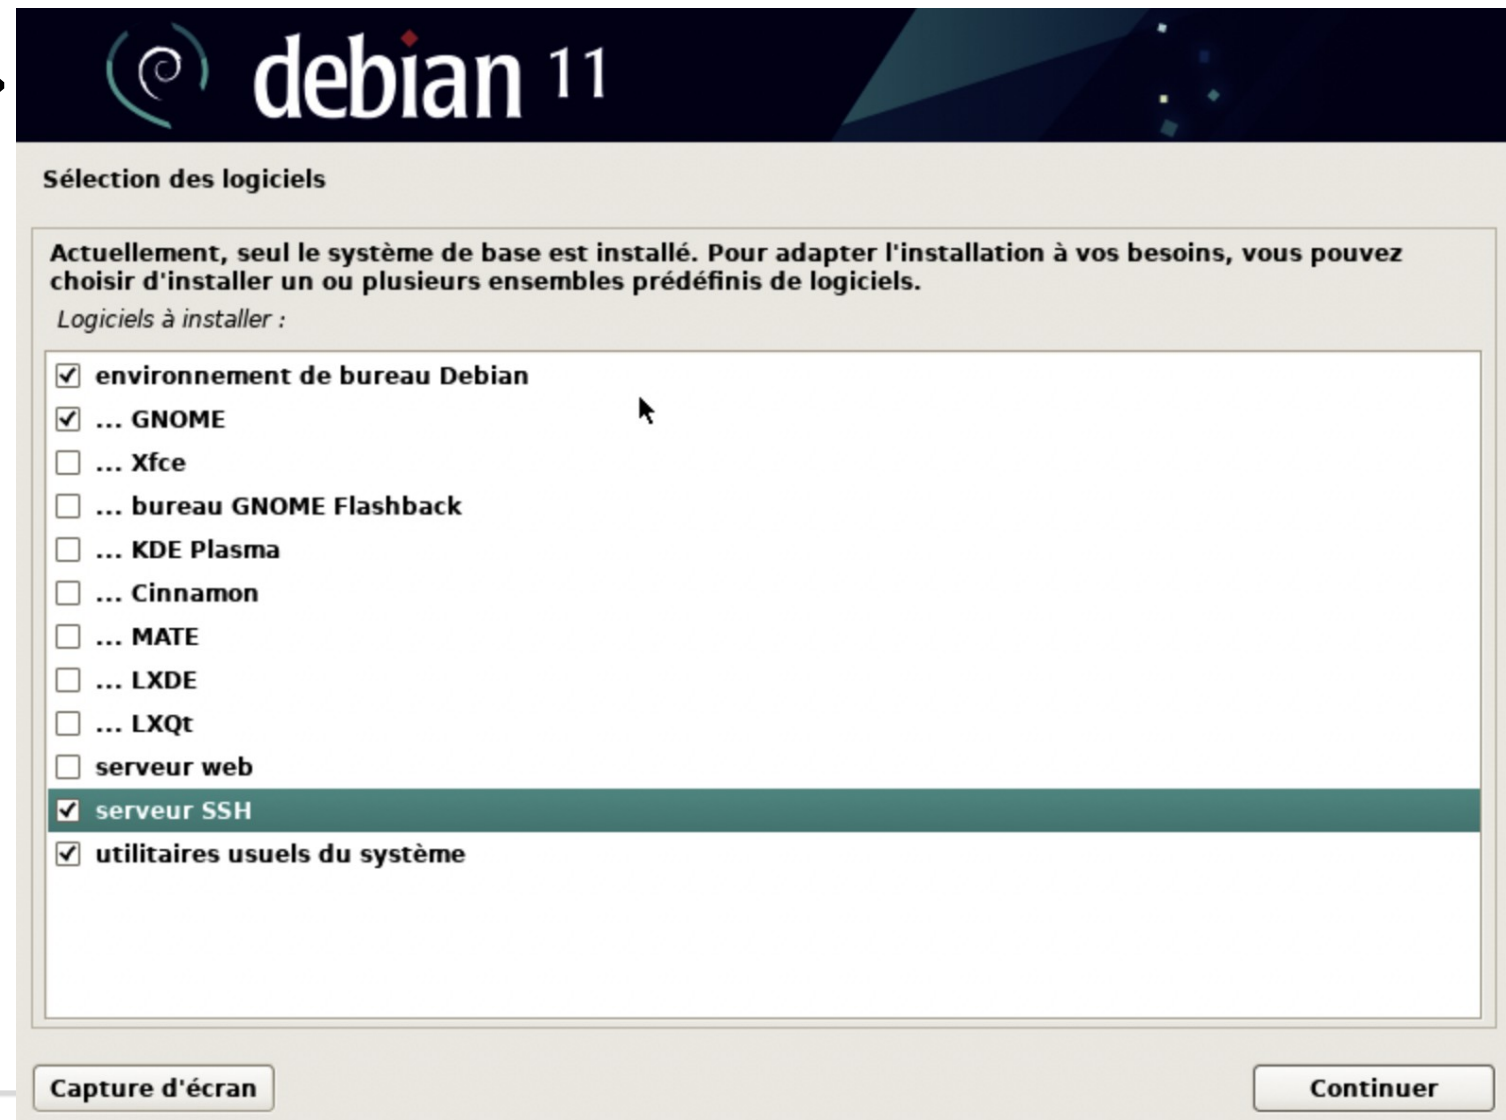 debian 11
Sélection des logiciels
Actuellement, seul le système de base est installé. Pour adapter l'installation à vos besoins, vous pouvez
choisir d'installer un ou plusieurs ensembles prédéfinis de logiciels.
Logiciels à installer :
environnement de bureau Debian
... GNOME
... Xfce
... bureau GNOME Flashback
... KDE Plasma
... Cinnamon
... MATE
... LXDE
... LXQt
serveur web
serveur SSH
utilitaires usuels du système
Capture d'écran
Continuer